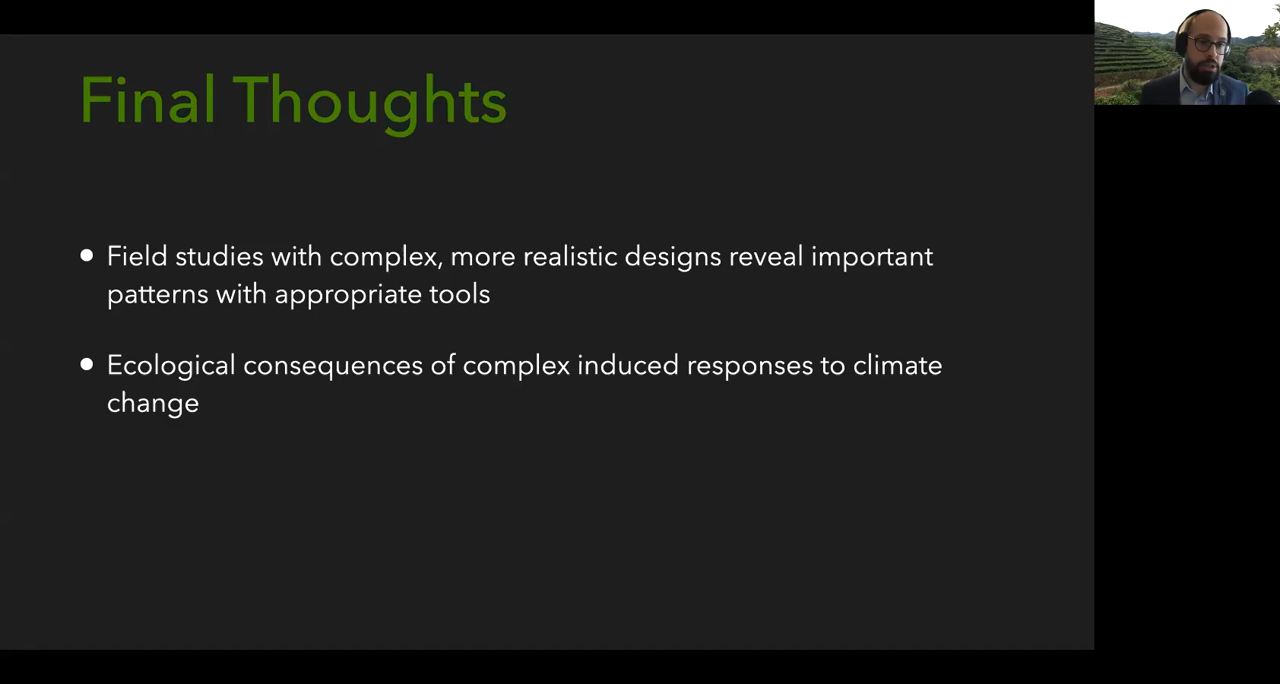 Final Thoughts
• Field studies with complex, more realistic designs reveal important
patterns with appropriate tools
• Ecological consequences of complex induced responses to climate
change